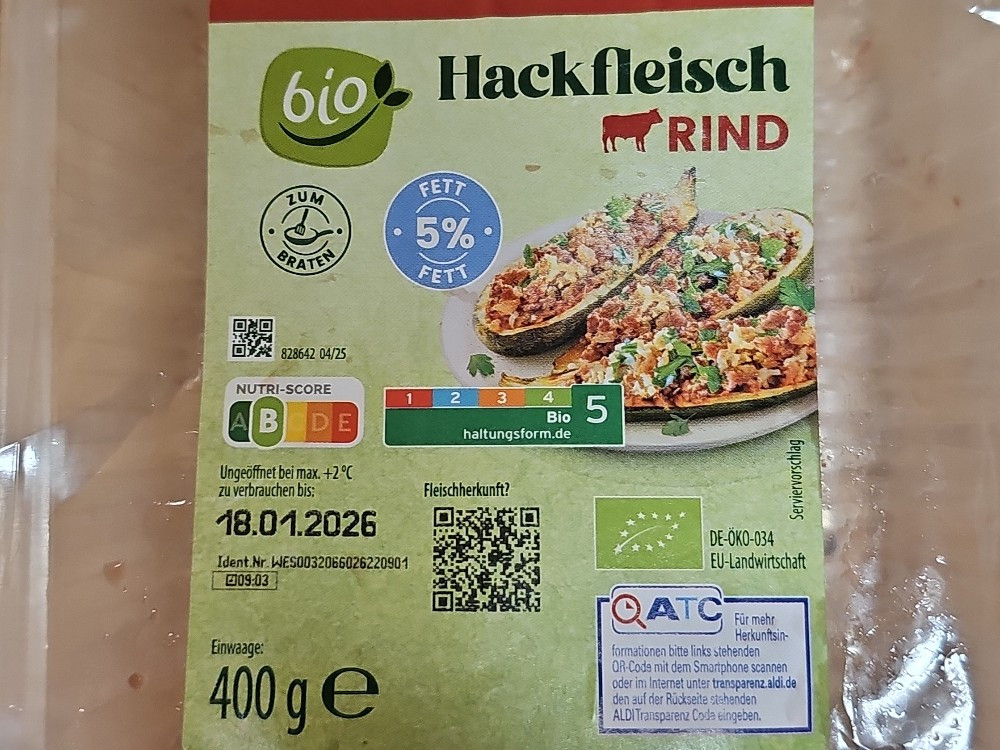 bio
Hackfleisch
RIND
ZUM
BRATEN
FETT
5%
FETT
828642 04/25
NUTRI-SCORE
A B D E
1 2 3 4
Bio 5
haltungsform.de
Ungeöffnet bei max. +2 °C
zu verbrauchen bis:
18.01.2026
Ident.Nr. WES0032066026220901
09:03
Fleischherkunft?
Serviervorschlag
DE-ÖKO-034
EU-Landwirtschaft
ATC
Für mehr
Herkunftsin-
formationen bitte links stehenden
QR-Code mit dem Smartphone scannen
oder im Internet unter transparenz.aldi.de
den auf der Rückseite stehenden
ALDI Transparenz Code eingeben.
Einwaage:
400 g e